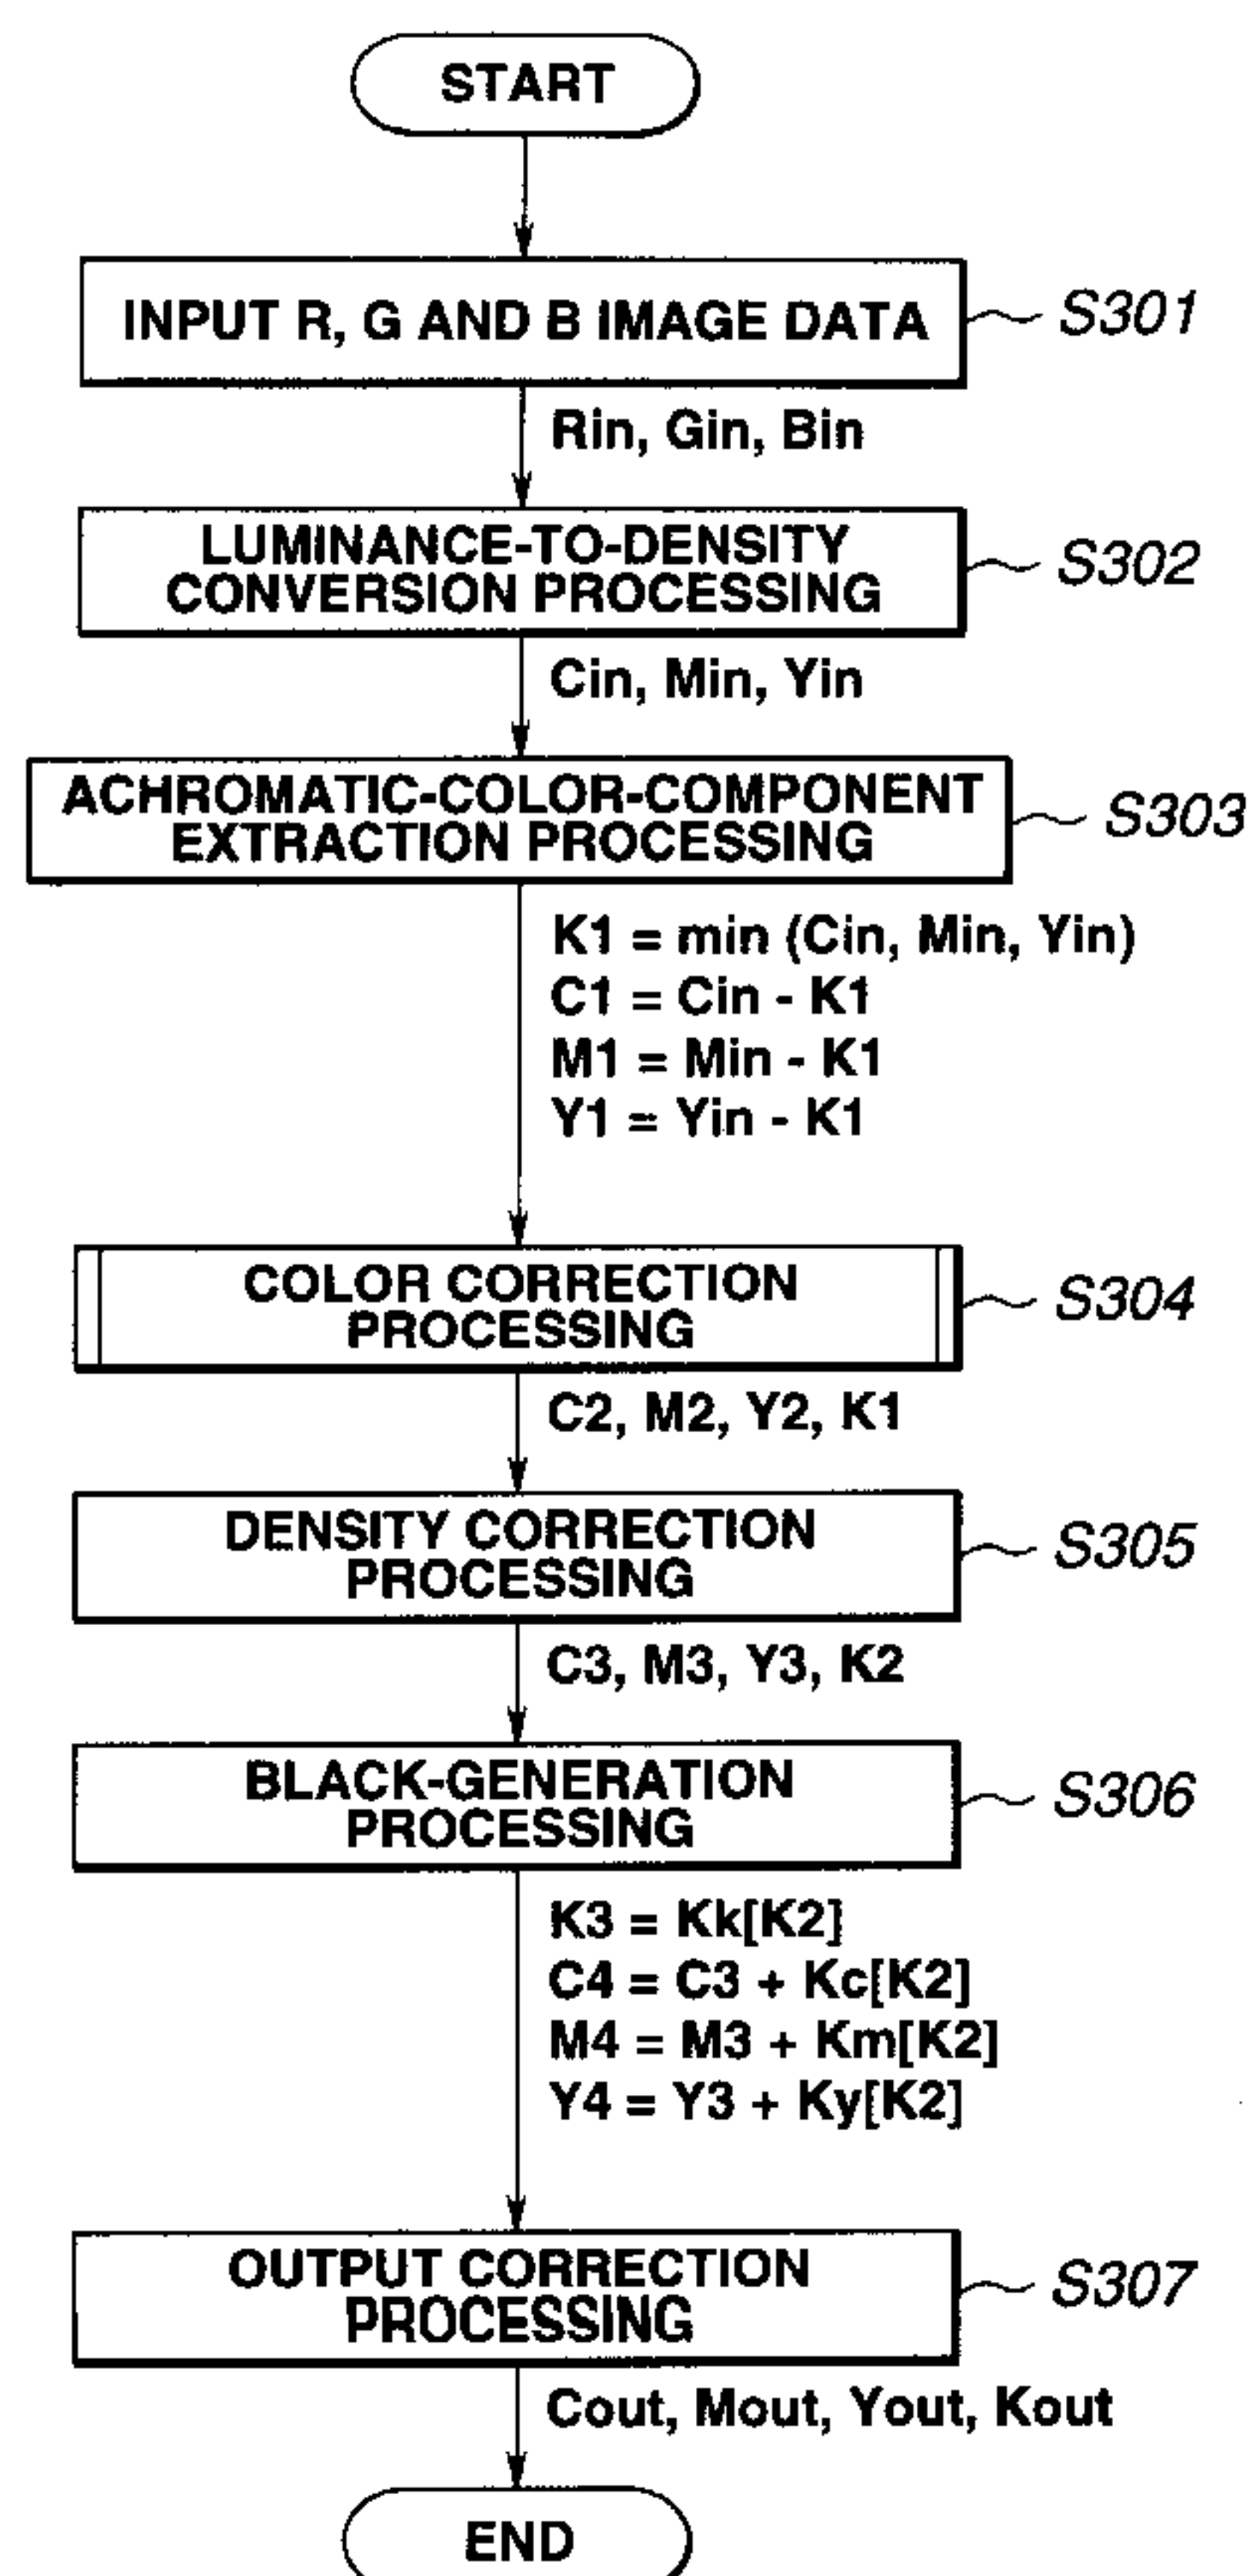 START
INPUT R, G AND B IMAGE DATA
S301
Rin, Gin, Bin
LUMINANCE-TO-DENSITY
CONVERSION PROCESSING
S302
Cin, Min, Yin
ACHROMATIC-COLOR-COMPONENT
EXTRACTION PROCESSING
S303
K1 = min (Cin, Min, Yin)
C1 = Cin - K1
M1 = Min - K1
Y1 = Yin - K1
COLOR CORRECTION
PROCESSING
S304
C2, M2, Y2, K1
DENSITY CORRECTION
PROCESSING
S305
C3, M3, Y3, K2
BLACK-GENERATION
PROCESSING
S306
K3 = Kk[K2]
C4 = C3 + Kc[K2]
M4 = M3 + Km[K2]
Y4 = Y3 + Ky[K2]
OUTPUT CORRECTION
PROCESSING
S307
Cout, Mout, Yout, Kout
END